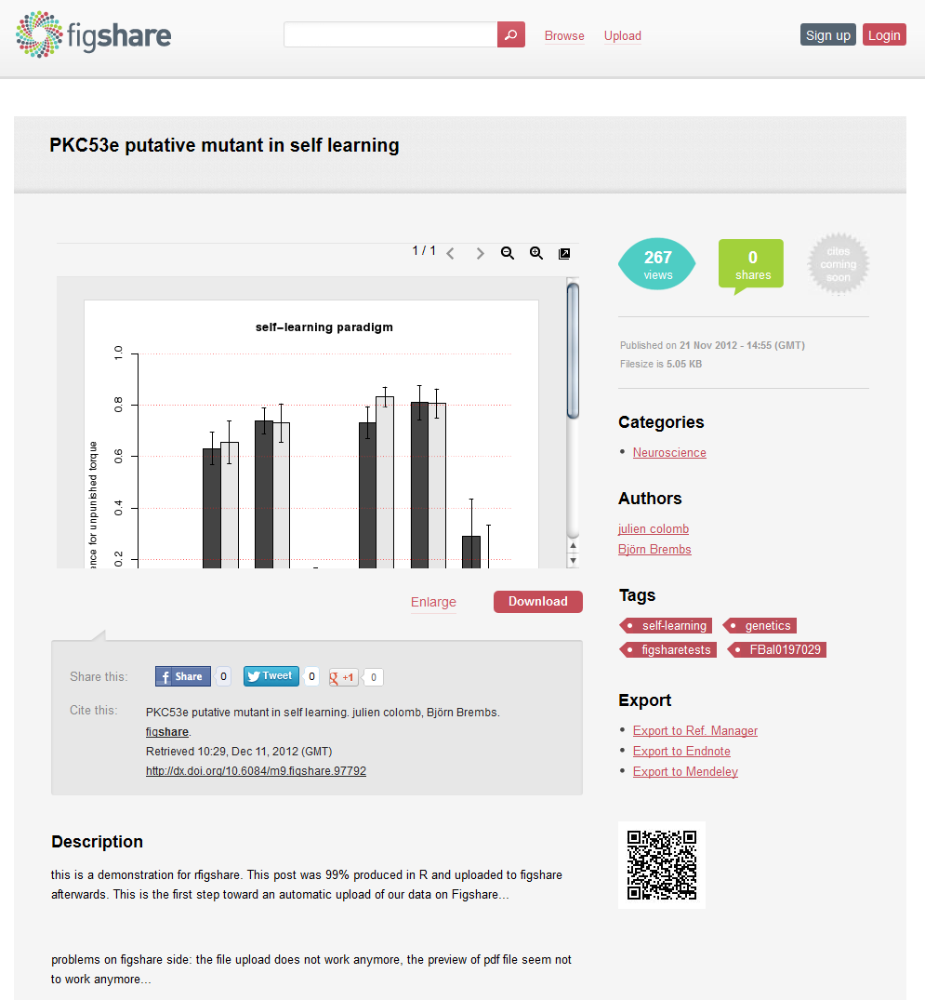 figshare
Browse
Upload
Sign up
Login
PKC53e putative mutant in self learning
1 / 1
self-learning paradigm
1.0
0.8
0.6
0.4
0.2
ence for unpunished torque
267
views
0
shares
cites
coming
soon
Published on 21 Nov 2012 - 14:55 (GMT)
Filesize is 5.05 KB
Categories
Neuroscience
Authors
julien colomb
Björn Brembs
Tags
self-learning
genetics
figsharetests
FBal0197029
Export
Export to Ref. Manager
Export to Endnote
Export to Mendeley
Enlarge
Download
Share this:
f Share
0
Tweet
0
g +1
0
Cite this:
PKC53e putative mutant in self learning. julien colomb, Björn Brembs.
figshare.
Retrieved 10:29, Dec 11, 2012 (GMT)
http://dx.doi.org/10.6084/m9.figshare.97792
Description
this is a demonstration for rfigshare. This post was 99% produced in R and uploaded to figshare
afterwards. This is the first step toward an automatic upload of our data on Figshare...
problems on figshare side: the file upload does not work anymore, the preview of pdf file seem not
to work anymore...